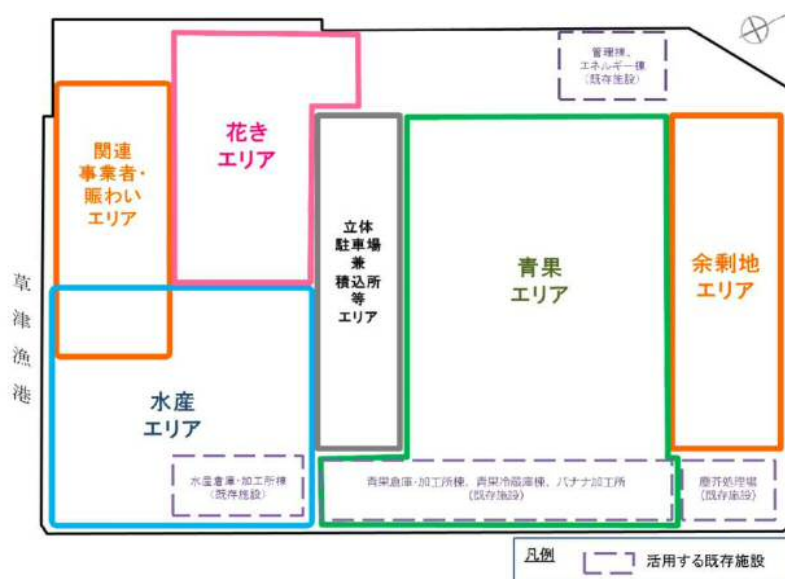 管理棟、
エネルギー棟
(既存施設)
花き
エリア
関連
事業者・
賑わい
エリア
立体
駐車場
兼
積込所
等
エリア
青果
エリア
余剰地
エリア
草津漁港
水産
エリア
水産倉庫・加工所棟
(既存施設)
青果倉庫・加工所棟、青果冷蔵庫棟、バナナ加工所
(既存施設)
塵芥処理場
(既存施設)
凡例
活用する既存施設